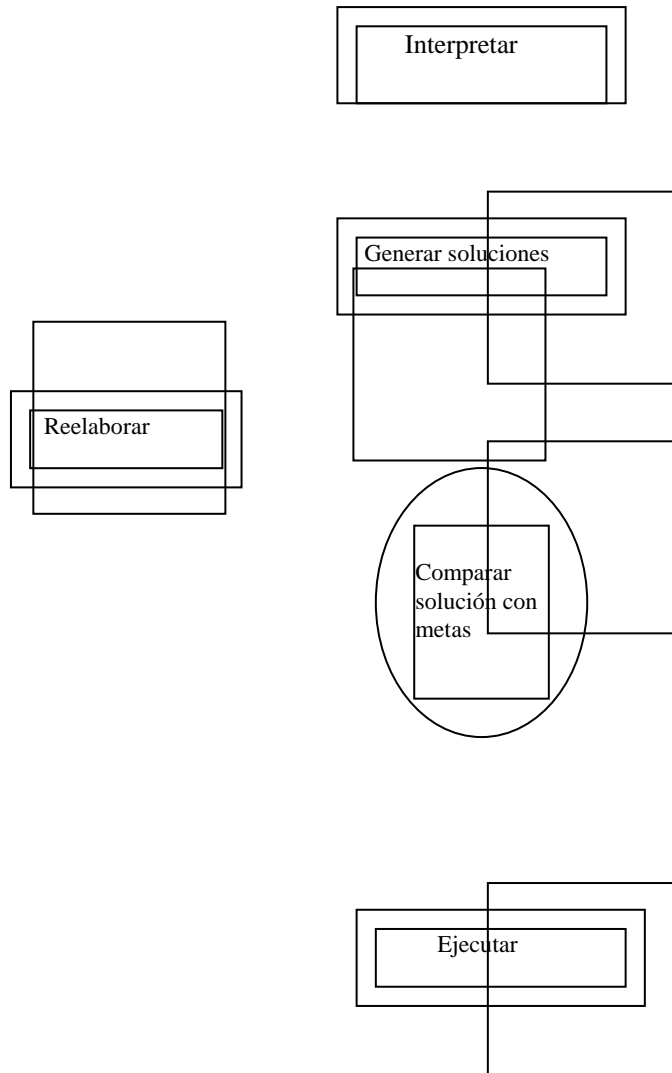 Interpretar
Generar soluciones
Reelaborar
Comparar
solución con
metas
Ejecutar